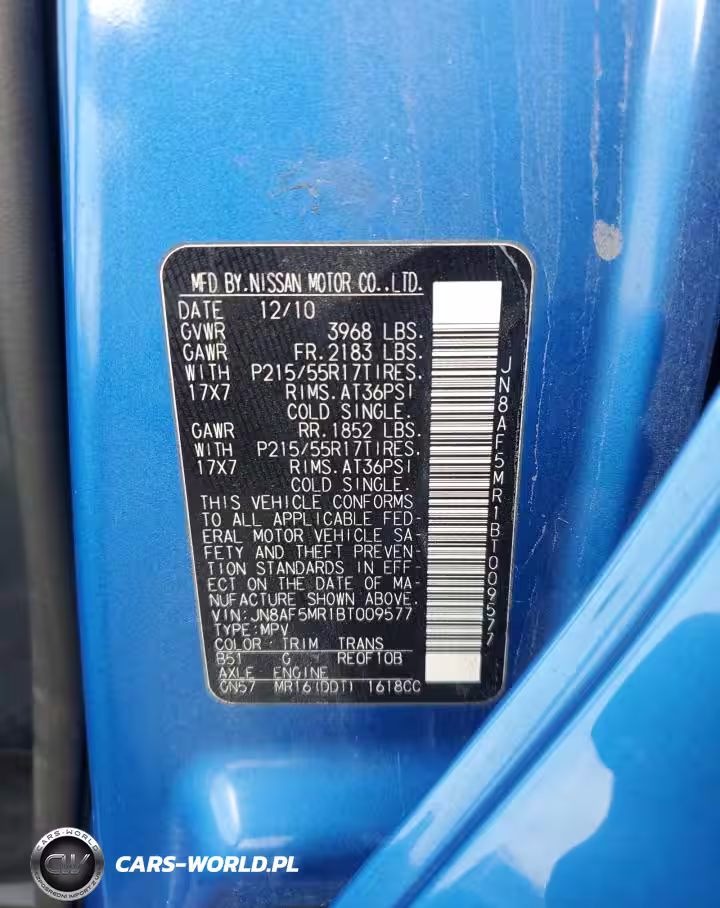 MFD BY.NISSAN MOTOR CO.,LTD.
DATE 12/10
GVWR 3968 LBS.
GAWR FR.2183 LBS.
WITH P215/55R17TIRES.
17X7 RIMS.AT36PSI
COLD SINGLE.
GAWR RR.1852 LBS.
WITH P215/55R17TIRES.
17X7 RIMS.AT36PSI
COLD SINGLE.
THIS VEHICLE CONFORMS
TO ALL APPLICABLE FED-
ERAL MOTOR VEHICLE SA-
FETY AND THEFT PREVEN-
TION STANDARDS IN EFF-
ECT ON THE DATE OF MA-
NUFACTURE SHOWN ABOVE.
VIN:JN8AF5MR1BT009577
TYPE:MPV
COLOR TRIM TRANS
B51 G RE0F10B
AXLE ENGINE
GN57 MR16(DDT) 1618CC
JN8AF5MR1BT009577
CARS-WORLD
CW
CARS-WORLD.PL